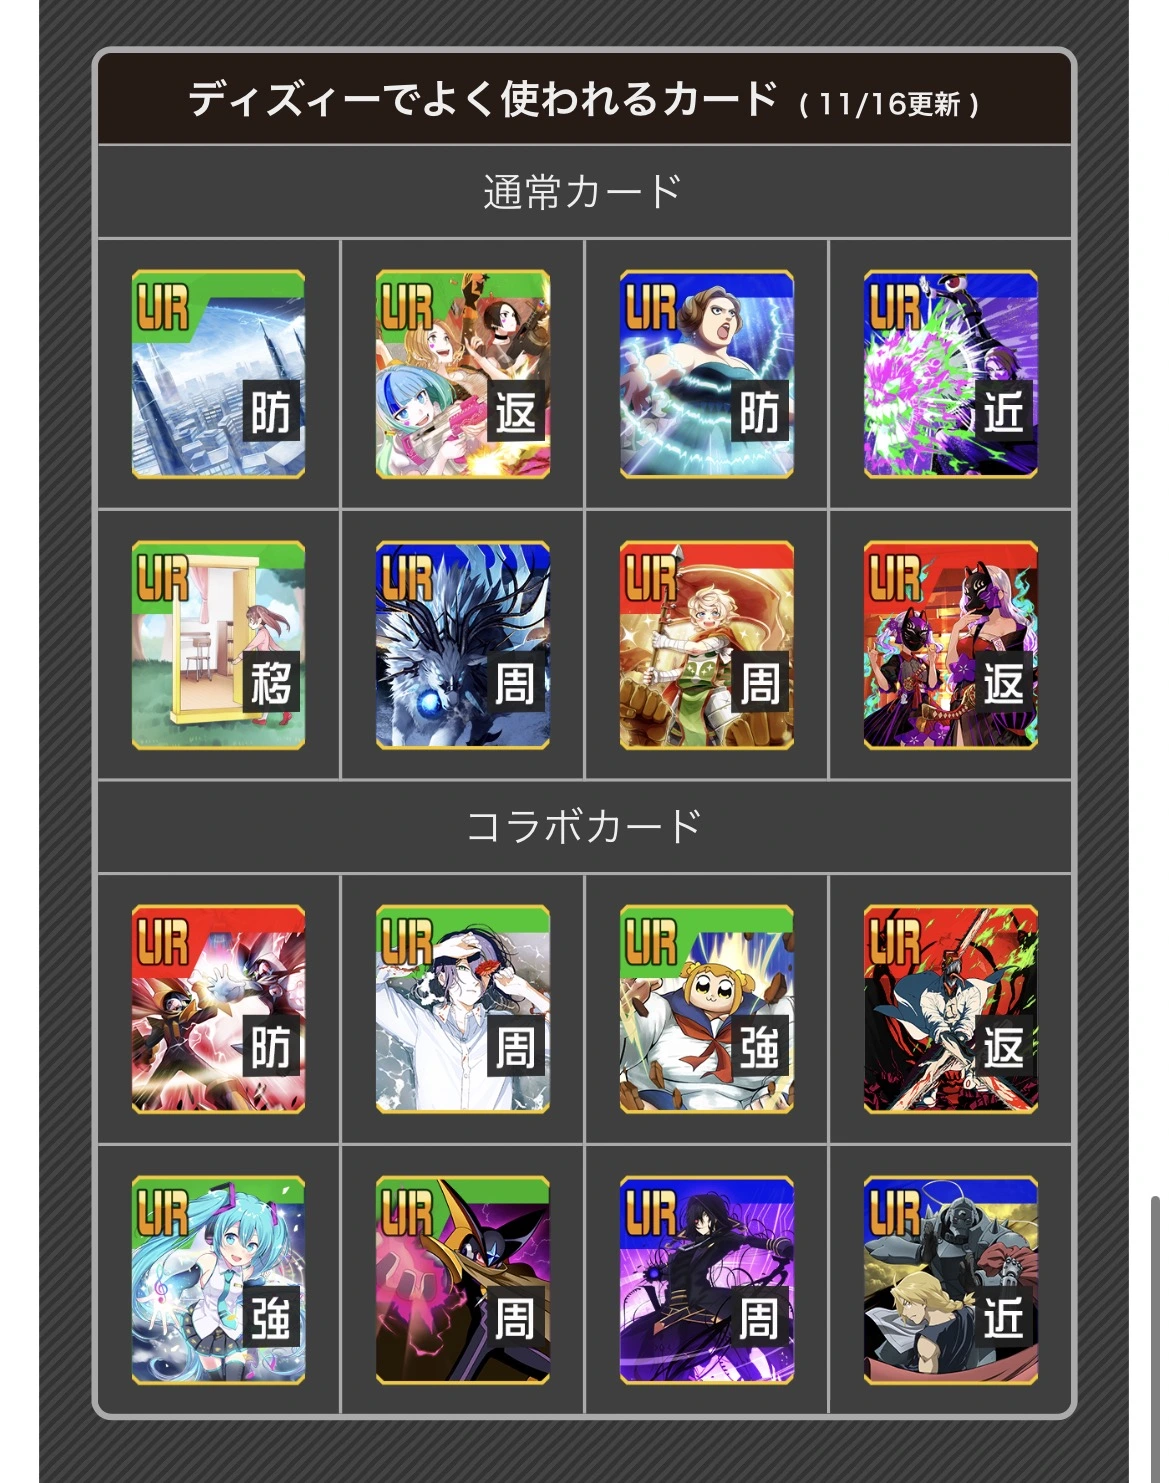 ディズィーでよく使われるカード ( 11/16更新 )
通常カード
UR UR UR UR
防 返 防 近
UR UR UR UR
移 周 周 返
コラボカード
UR UR UR UR
防 周 強 返
UR UR UR UR
強 周 周 近